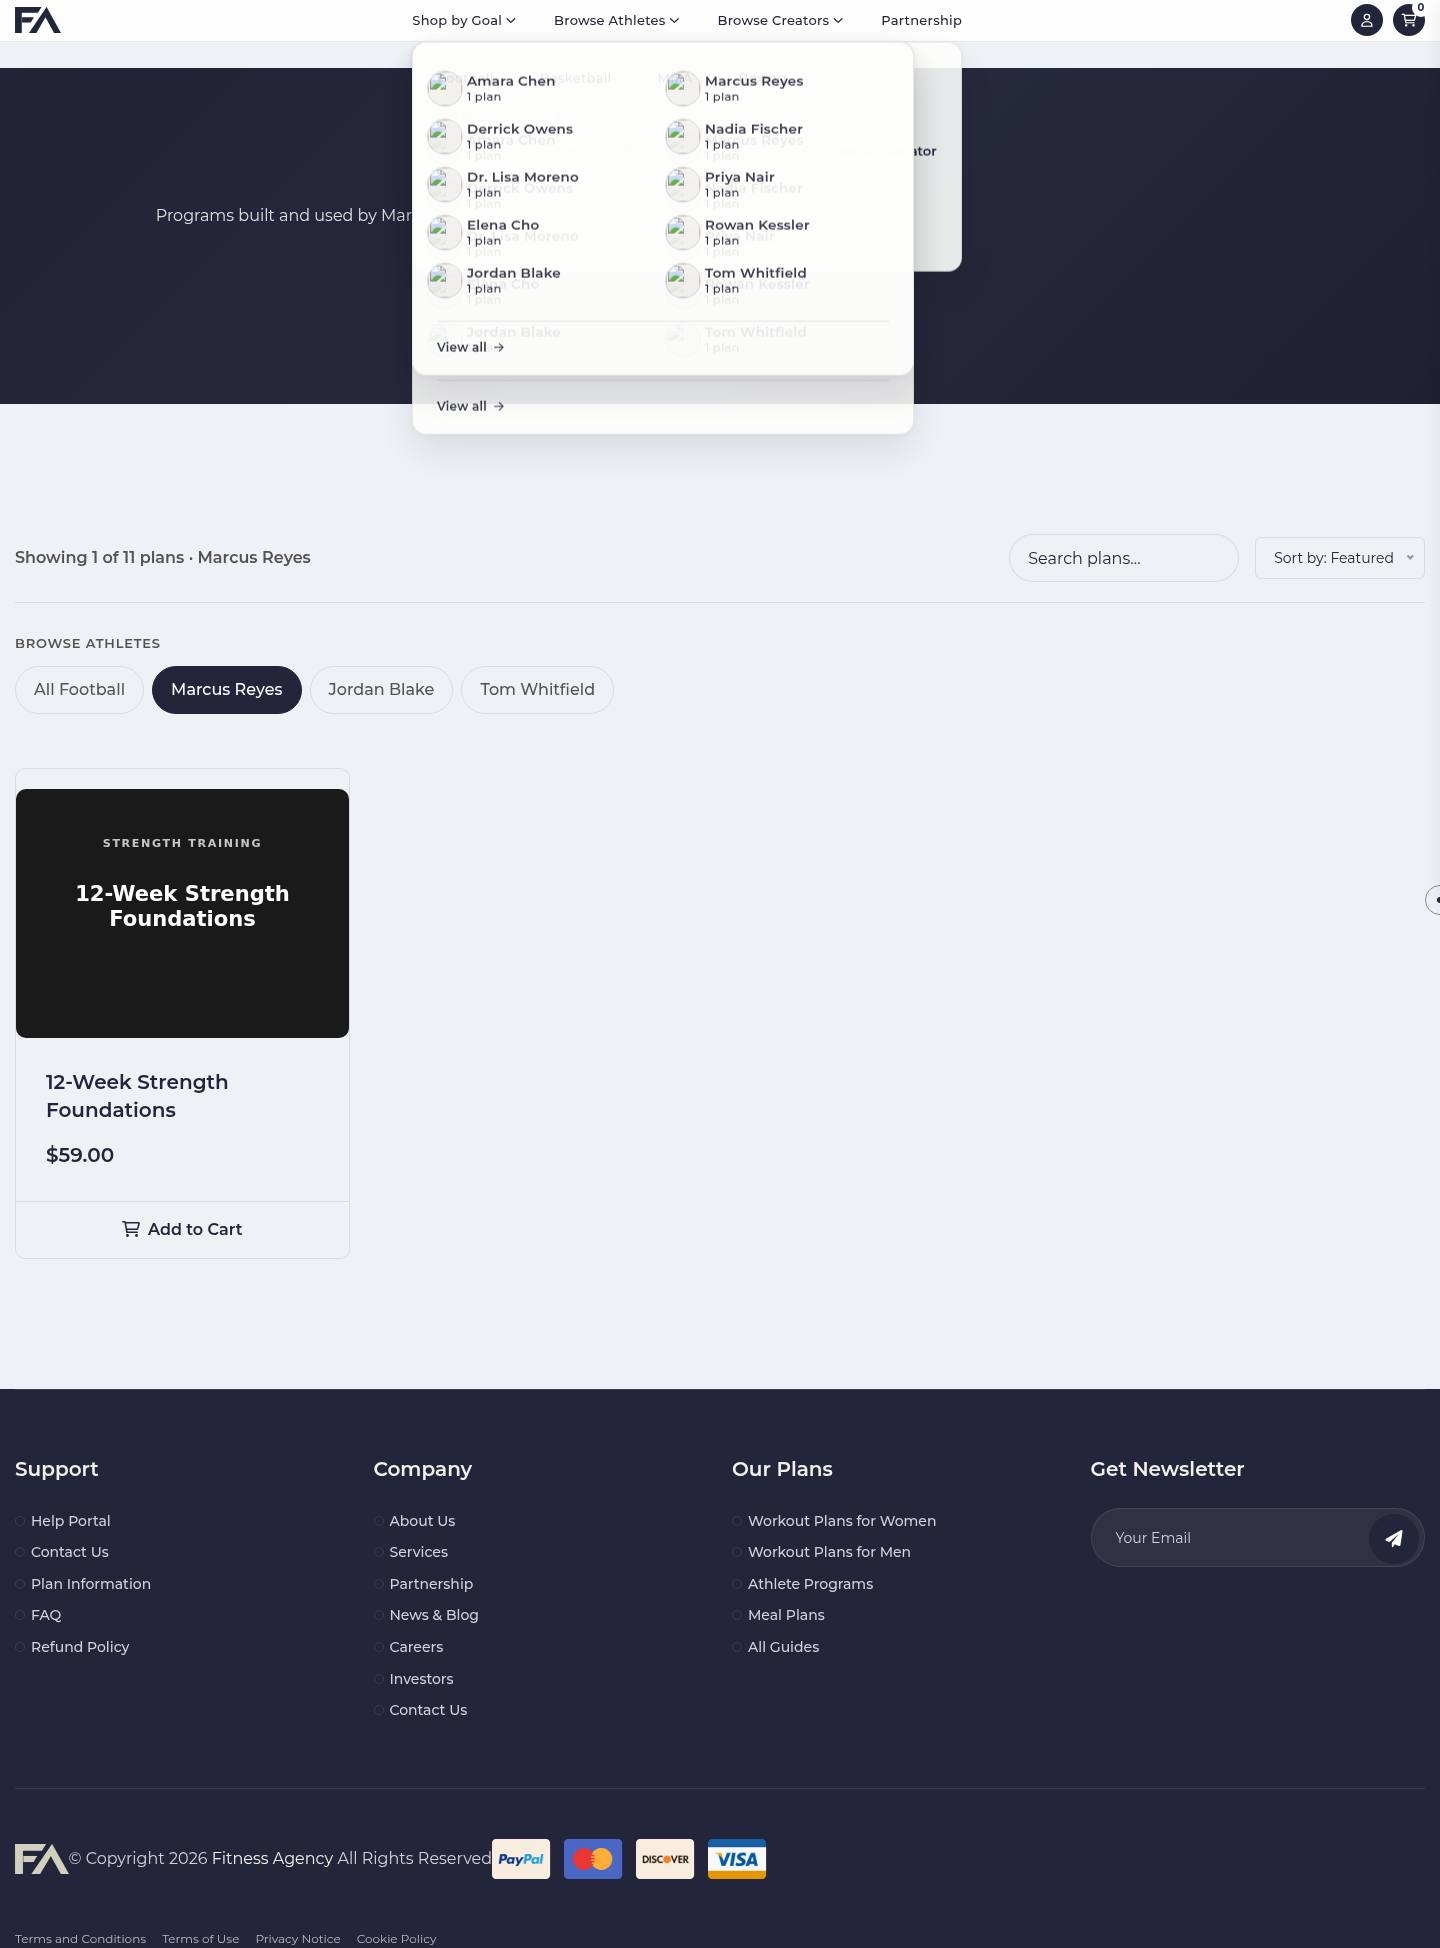 FA
Shop by Goal
Browse Athletes
Browse Creators
Partnership
0
Amara Chen
1 plan
Marcus Reyes
1 plan
Derrick Owens
1 plan
Nadia Fischer
1 plan
Dr. Lisa Moreno
1 plan
Priya Nair
1 plan
Elena Cho
1 plan
Rowan Kessler
1 plan
Jordan Blake
1 plan
Tom Whitfield
1 plan
View all →
Jordan Blake
Tom Whitfield
1 plan
View all →
Programs built and used by Mar
Showing 1 of 11 plans · Marcus Reyes
Search plans...
Sort by: Featured
BROWSE ATHLETES
All Football
Marcus Reyes
Jordan Blake
Tom Whitfield
STRENGTH TRAINING
12-Week Strength
Foundations
12-Week Strength
Foundations
$59.00
Add to Cart
Support
Help Portal
Contact Us
Plan Information
FAQ
Refund Policy
Company
About Us
Services
Partnership
News & Blog
Careers
Investors
Contact Us
Our Plans
Workout Plans for Women
Workout Plans for Men
Athlete Programs
Meal Plans
All Guides
Get Newsletter
Your Email
FA © Copyright 2026 Fitness Agency All Rights Reserved
PayPal
DISCOVER
VISA
Terms and Conditions
Terms of Use
Privacy Notice
Cookie Policy